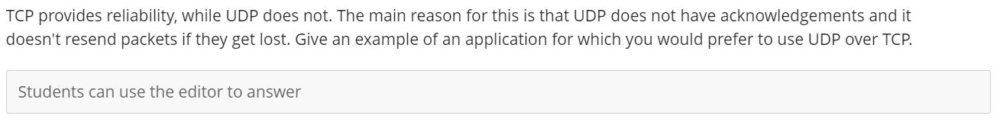 TCP provides reliability, while UDP does not. The main reason for this is that UDP does not have acknowledgements and it
doesn't resend packets if they get lost. Give an example of an application for which you would prefer to use UDP over TCP.
Students can use the editor to answer